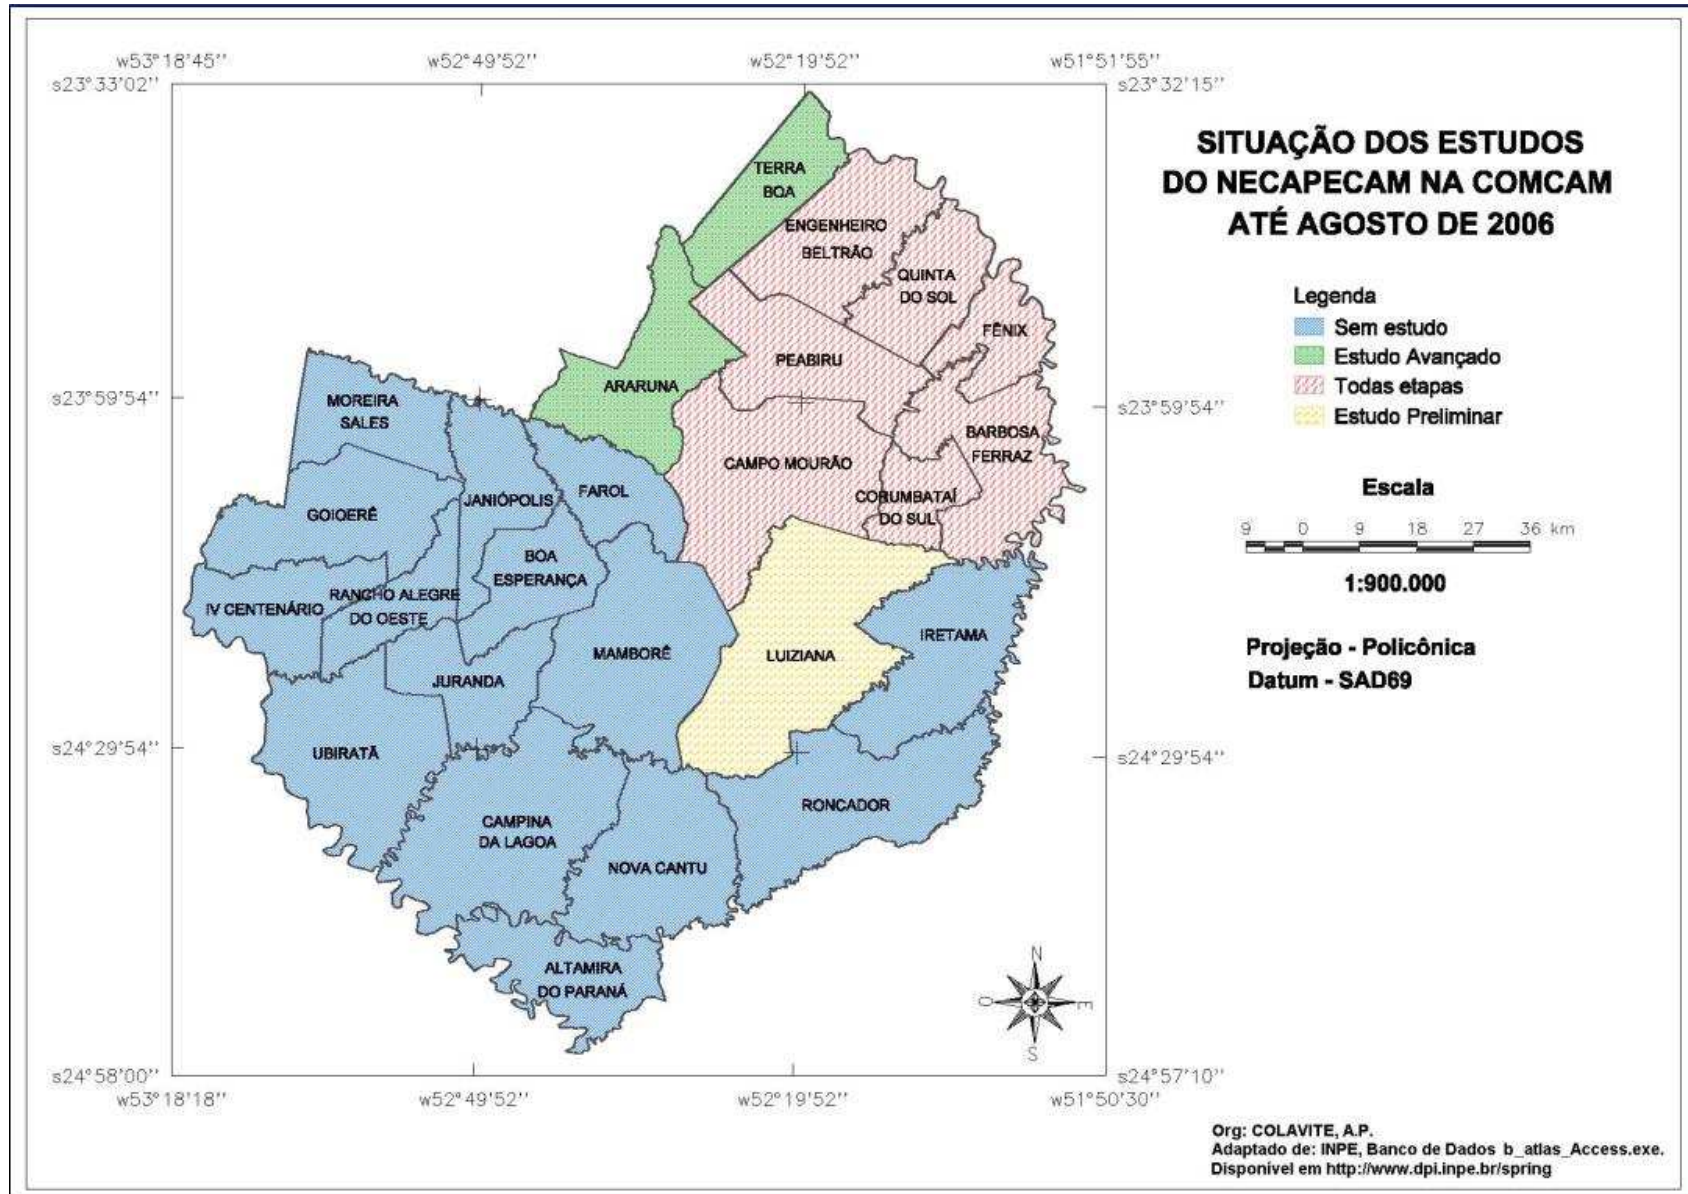 w53°18'45'' w52°49'52'' w52°19'52'' w51°51'55''
s23°33'02'' s23°32'15''
SITUAÇÃO DOS ESTUDOS
DO NECAPECAM NA COMCAM
ATÉ AGOSTO DE 2006
TERRA
BOA
ENGENHEIRO
BELTRÃO
QUINTA
DO SOL
FÊNIX
PEABIRU
ARARUNA
Legenda
Sem estudo
Estudo Avançado
Todas etapas
Estudo Preliminar
s23°59'54'' s23°59'54''
MOREIRA
SALES
BARBOSA
FERRAZ
CAMPO MOURÃO
FAROL
JANIÓPOLIS
GOIOERÊ
CORUMBATAÍ
DO SUL
BOA
ESPERANÇA
RANCHO ALEGRE
DO OESTE
IV CENTENÁRIO
IRETAMA
MAMBORÊ
LUIZIANA
JURANDA
Escala
9 0 9 18 27 36 km
1:900.000
Projeção - Policônica
Datum - SAD69
s24°29'54'' s24°29'54''
UBIRATÃ
RONCADOR
CAMPINA
DA LAGOA
NOVA CANTU
ALTAMIRA
DO PARANÁ
N
O E
S
s24°58'00'' s24°57'10''
w53°18'18'' w52°49'52'' w52°19'52'' w51°50'30''
Org: COLAVITE, A.P.
Adaptado de: INPE, Banco de Dados b_atlas_Access.exe.
Disponível em http://www.dpi.inpe.br/spring